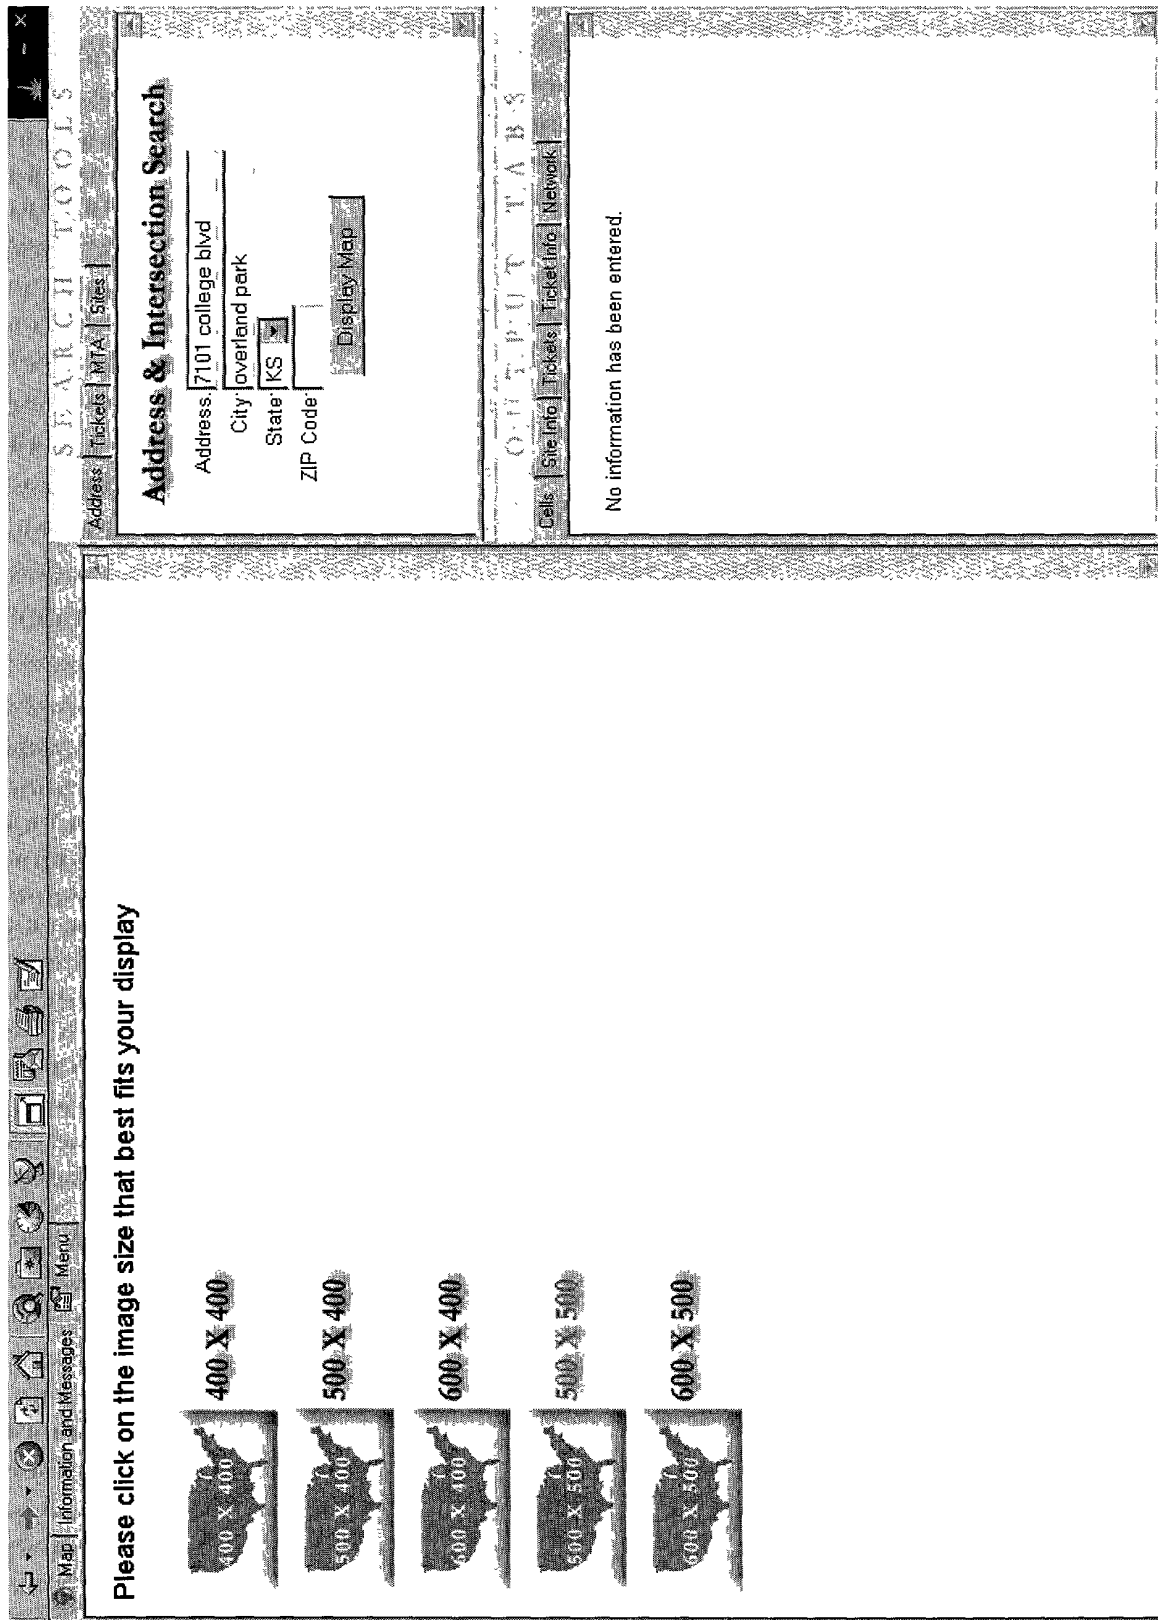 Map Information and Messages Menu
Please click on the image size that best fits your display
400 X 400 400 X 400
500 X 400 500 X 400
600 X 400 600 X 400
500 X 500 500 X 500
600 X 500 600 X 500
SEARCH TOOLS
Address Tickets MTA Sites
Address & Intersection Search
Address: 7101 college blvd
City: overland park
State: KS
ZIP Code:
Display Map
OUTPUT TABS
Cells Site Info Tickets Ticket Info Network
No information has been entered.